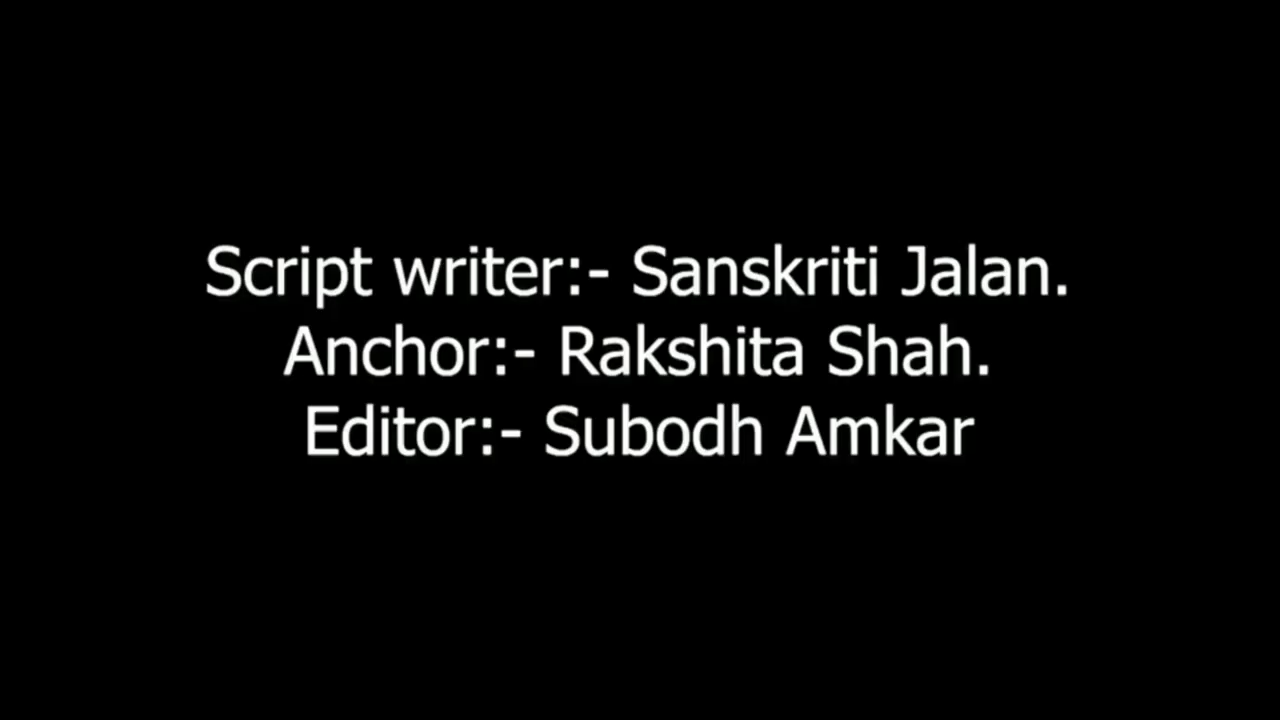 Script writer:- Sanskriti Jalan.
Anchor:- Rakshita Shah.
Editor:- Subodh Amkar